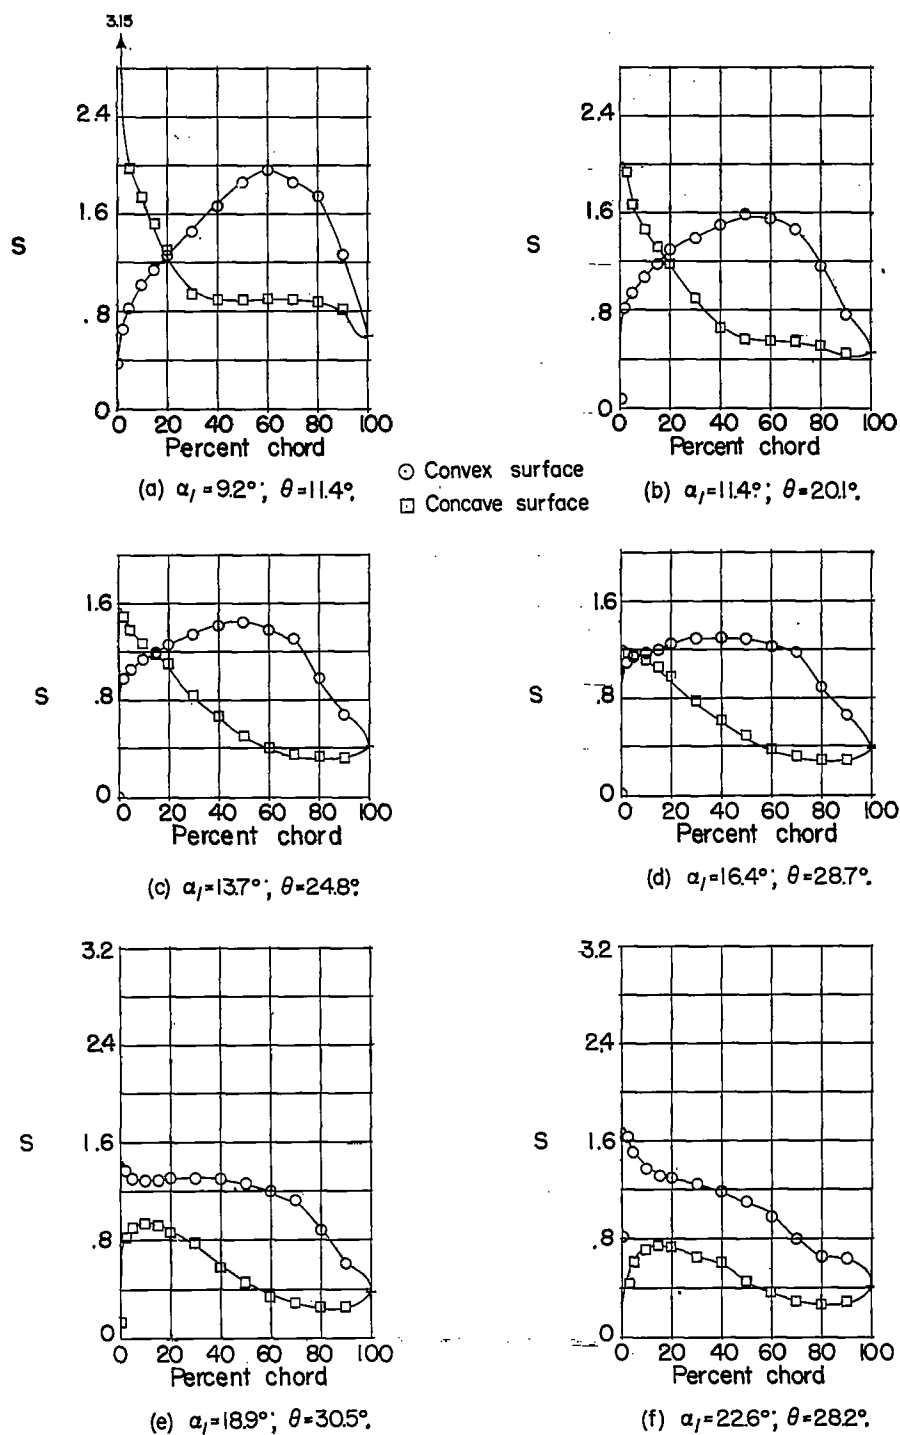 3.15
2.4
1.6
S
.8
0
0 20 40 60 80 100
Percent chord
(a) α₁=9.2°; θ=11.4°.
2.4
1.6
S
.8
0
0 20 40 60 80 100
Percent chord
(b) α₁=11.4°; θ=20.1°.
Convex surface
Concave surface
1.6
S
.8
0
0 20 40 60 80 100
Percent chord
(c) α₁=13.7°; θ=24.8°.
1.6
S
.8
0
0 20 40 60 80 100
Percent chord
(d) α₁=16.4°; θ=28.7°.
3.2
2.4
S
1.6
.8
0
0 20 40 60 80 100
Percent chord
(e) α₁=18.9°; θ=30.5°.
3.2
2.4
S
1.6
.8
0
0 20 40 60 80 100
Percent chord
(f) α₁=22.6°; θ=28.2°.